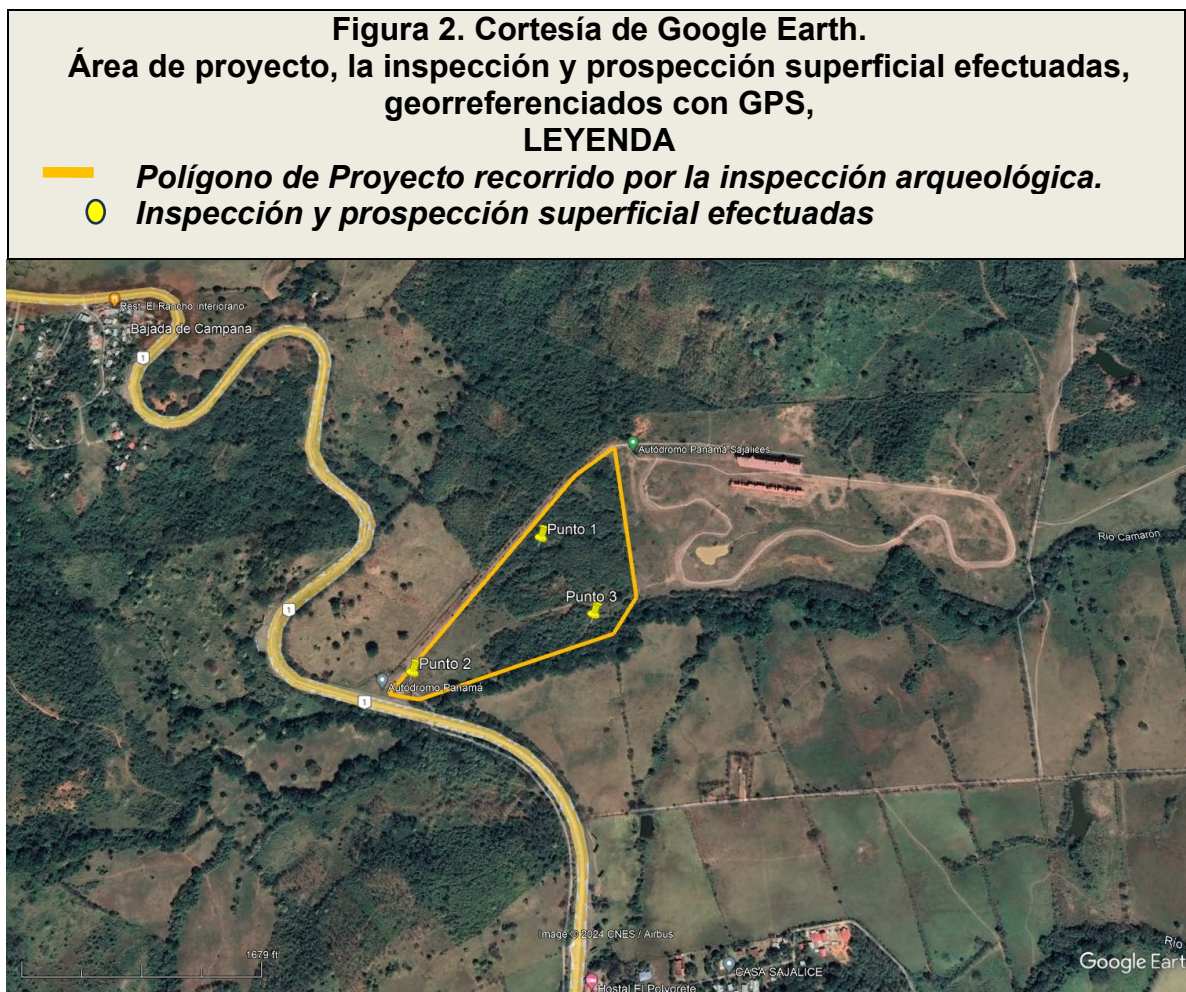 Figura 2. Cortesía de Google Earth.
Área de proyecto, la inspección y prospección superficial efectuadas,
georreferenciados con GPS,
LEYENDA
Polígono de Proyecto recorrido por la inspección arqueológica.
Inspección y prospección superficial efectuadas
Rest. El Rancho Interiorano
Bajada de Campana
1
Autódromo Panamá Sajalices
Punto 1
Río Camarón
Punto 3
1
Punto 2
Autódromo Panamá
1
Image © 2024 CNES / Airbus
1679 ft
Río
Google Eart
CASA SAJALICE
Hostal El Polvorete